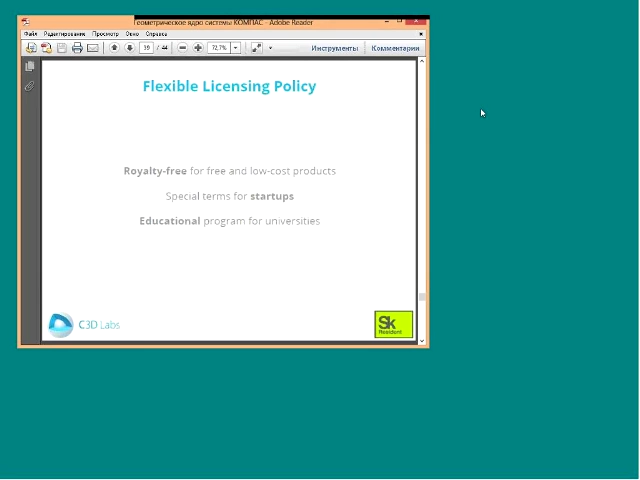 еометрическое ядро системы КОМПАС - Adobe Reader
Файл Редактирование Просмотр Окно Справка
39 / 44 72,7% Инструменты Комментарии
Flexible Licensing Policy
Royalty-free for free and low-cost products
Special terms for startups
Educational program for universities
C3D Labs
Sk
Resident